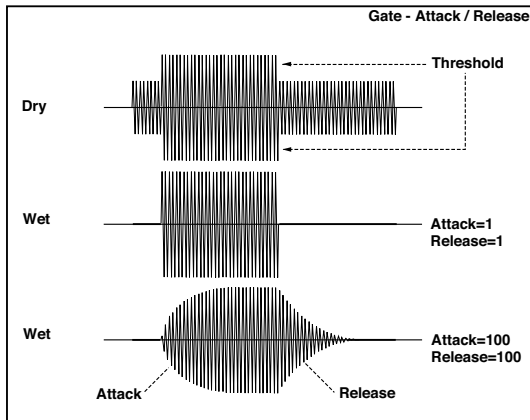 Gate - Attack / Release
Threshold
Dry
Wet
Attack=1
Release=1
Wet
Attack=100
Release=100
Attack
Release